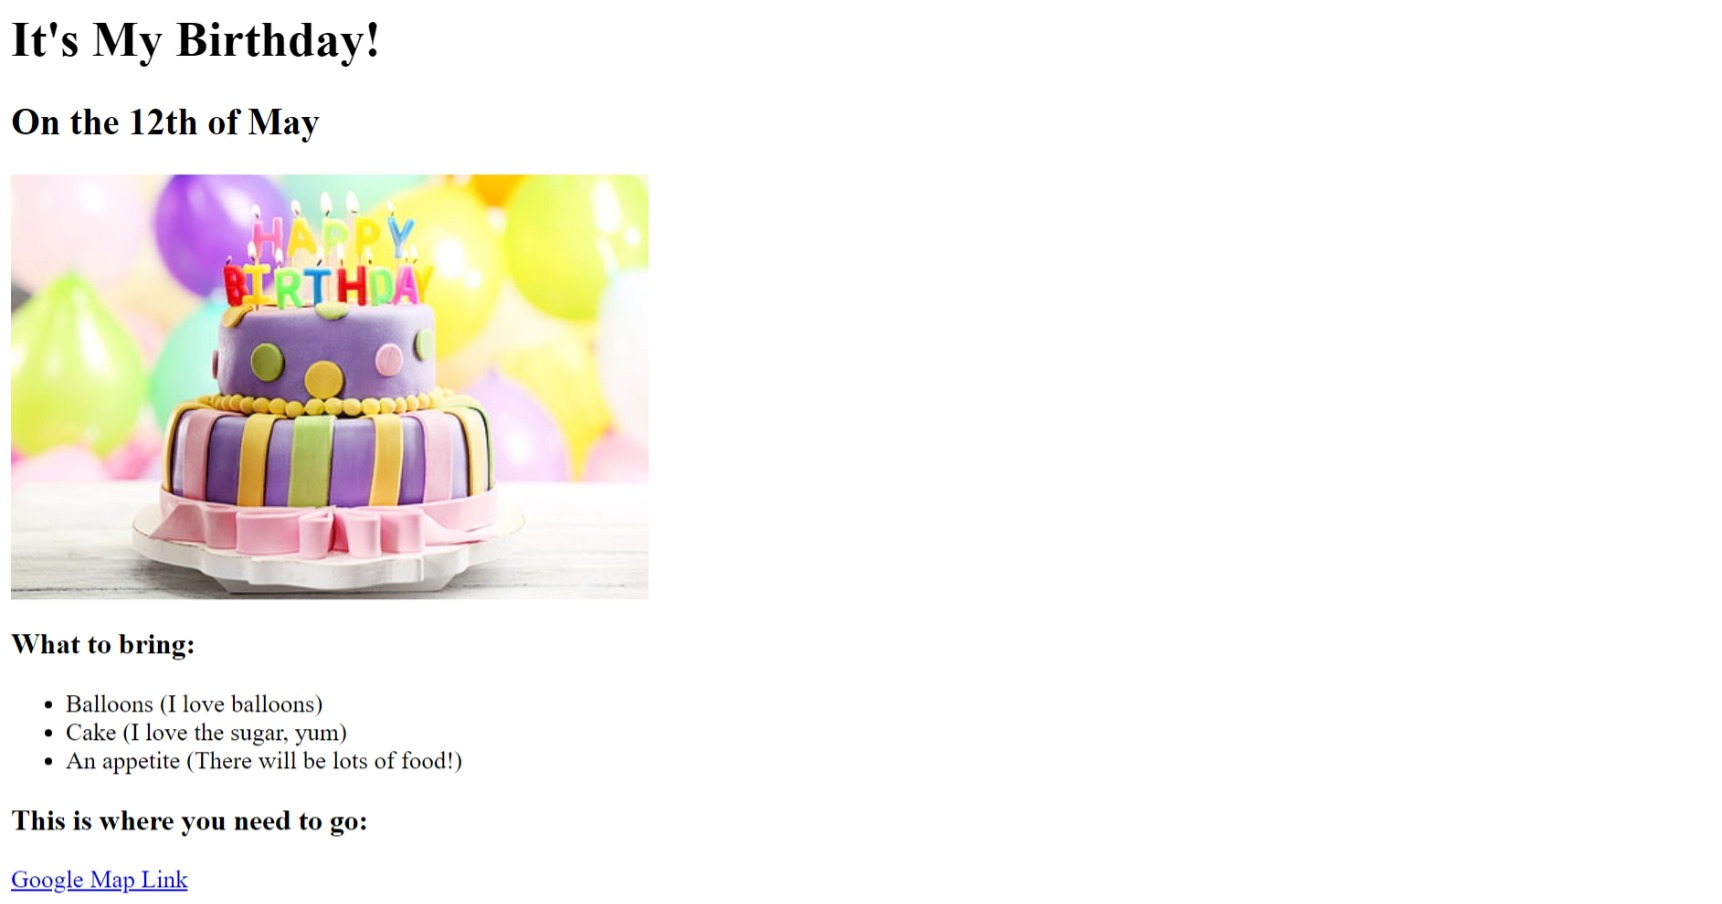 It's My Birthday!
On the 12th of May
HAPPY
BIRTHDAY
What to bring:
Balloons (I love balloons)
Cake (I love the sugar, yum)
An appetite (There will be lots of food!)
This is where you need to go:
Google Map Link